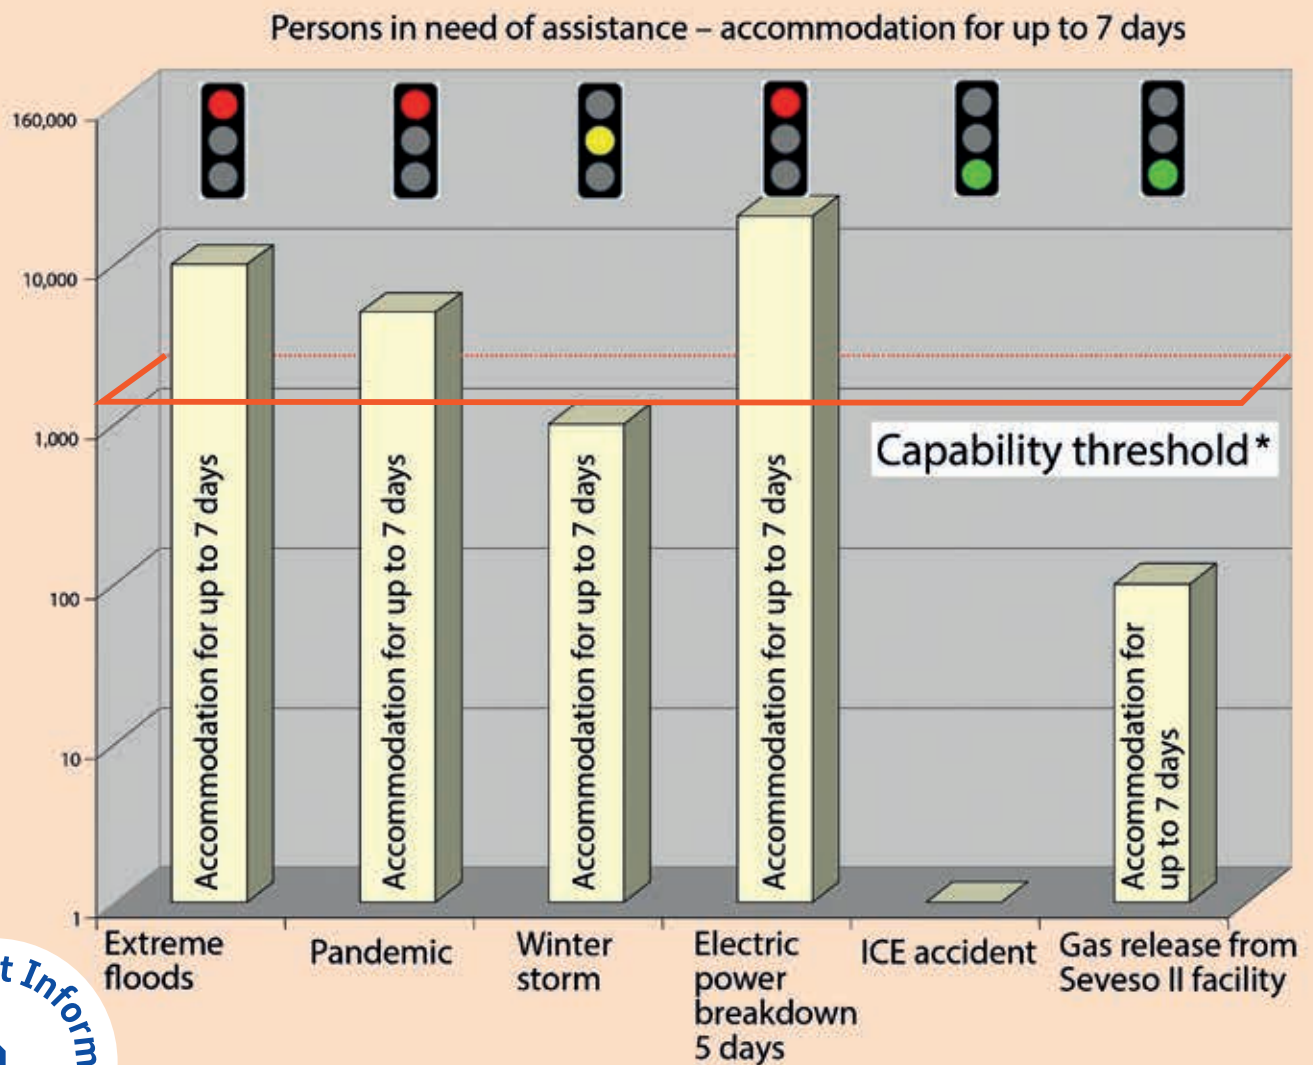 Persons in need of assistance – accommodation for up to 7 days
160,000
10,000
1,000
100
10
1
Capability threshold*
Accommodation for up to 7 days
Accommodation for up to 7 days
Accommodation for up to 7 days
Accommodation for up to 7 days
Accommodation for
up to 7 days
Extreme
floods
Pandemic
Winter
storm
Electric
power
breakdown
5 days
ICE accident
Gas release from
Seveso II facility
t Inform